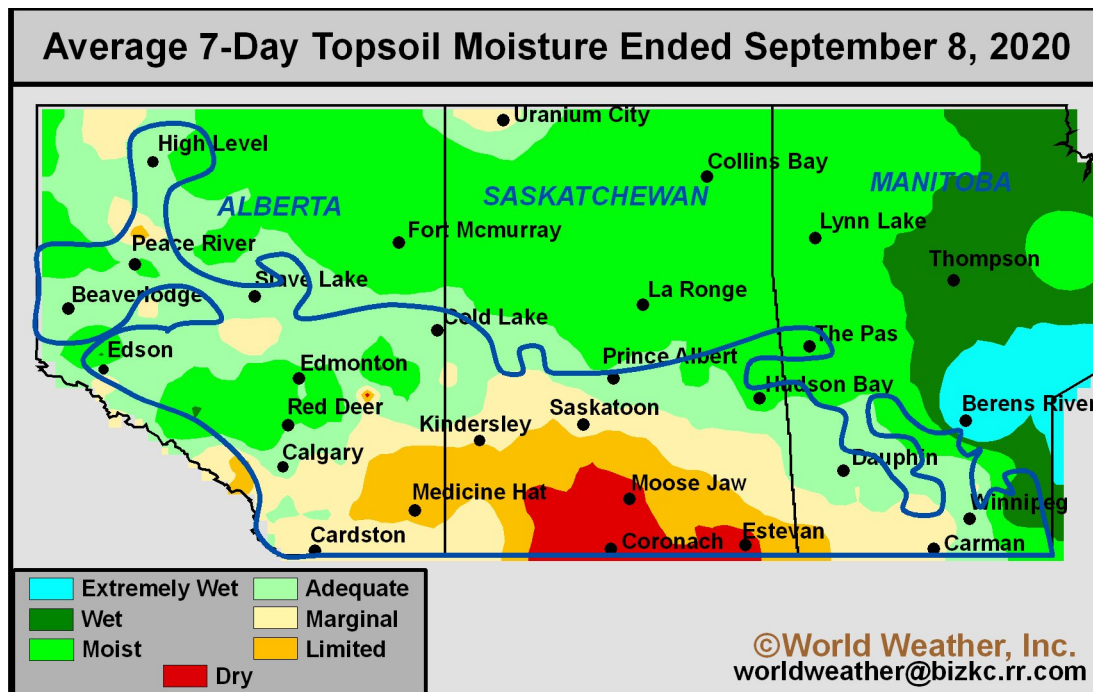 Average 7-Day Topsoil Moisture Ended September 8, 2020
Uranium City
High Level
Collins Bay
ALBERTA
SASKATCHEWAN
MANITOBA
Fort Mcmurray
Lynn Lake
Peace River
Thompson
Slave Lake
Beaverlodge
La Ronge
Cold Lake
The Pas
Edson
Edmonton
Prince Albert
Hudson Bay
Red Deer
Kindersley
Saskatoon
Berens River
Calgary
Dauphin
Medicine Hat
Moose Jaw
Winnipeg
Cardston
Coronach
Estevan
Carman
Extremely Wet
Adequate
Wet
Marginal
Moist
Limited
Dry
©World Weather, Inc.
worldweather@bizkc.rr.com